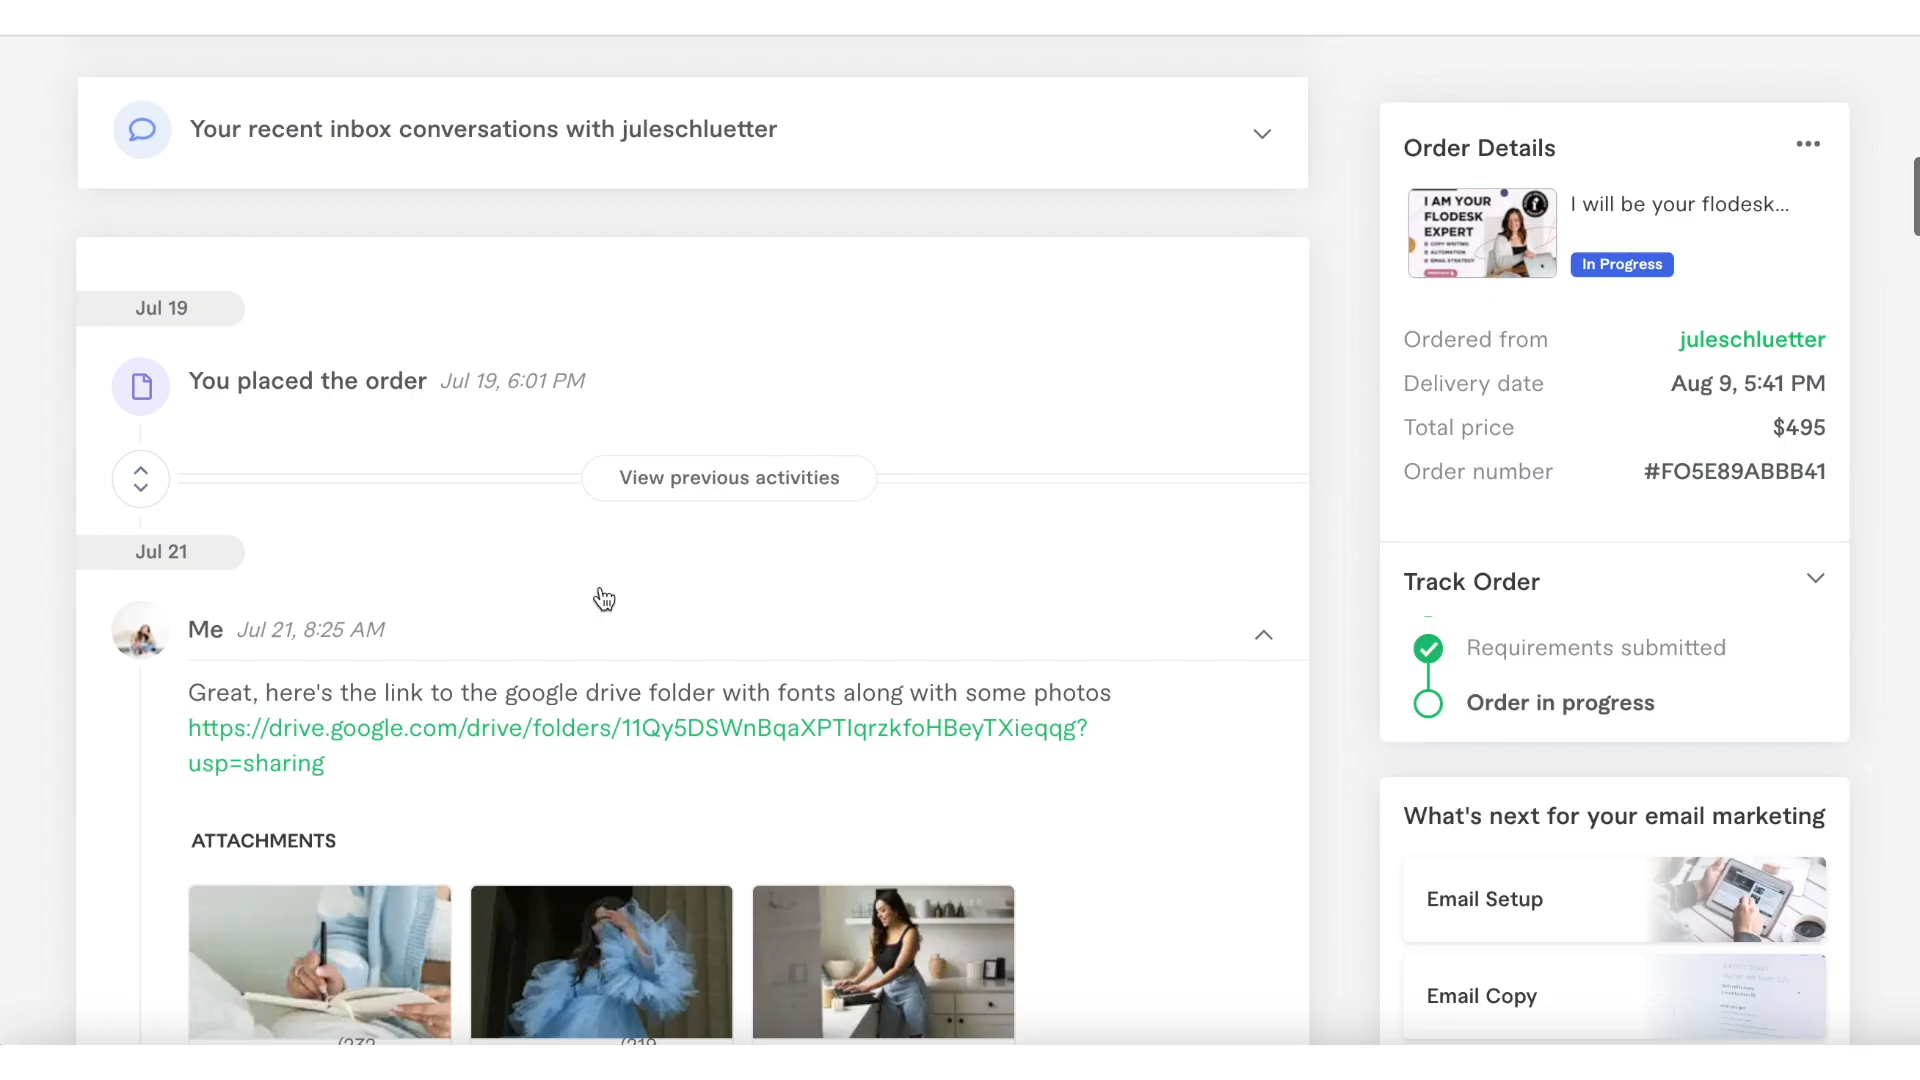 Your recent inbox conversations with juleschluetter
Jul 19
You placed the order Jul 19, 6:01 PM
View previous activities
Jul 21
Me Jul 21, 8:25 AM
Great, here's the link to the google drive folder with fonts along with some photos
https://drive.google.com/drive/folders/11Qy5DSWnBqaXPTIqrzkfoHBeyTXieqqg?
usp=sharing
ATTACHMENTS
Order Details
I AM YOUR
FLODESK
EXPERT
COPY WRITING
AUTOMATION
EMAIL STRATEGY
I will be your flodesk...
In Progress
Ordered from juleschluetter
Delivery date Aug 9, 5:41 PM
Total price $495
Order number #FO5E89ABBB41
Track Order
Requirements submitted
Order in progress
What's next for your email marketing
Email Setup
Email Copy